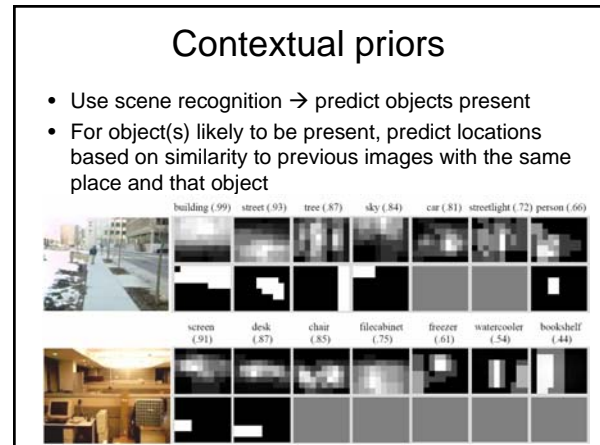 Contextual priors
• Use scene recognition → predict objects present
• For object(s) likely to be present, predict locations
based on similarity to previous images with the same
place and that object
building (.99) street (.93) tree (.87) sky (.84) car (.81) streetlight (.72) person (.66)
screen desk chair filecabinet freezer watercooler bookshelf
(.91) (.87) (.85) (.75) (.61) (.54) (.44)